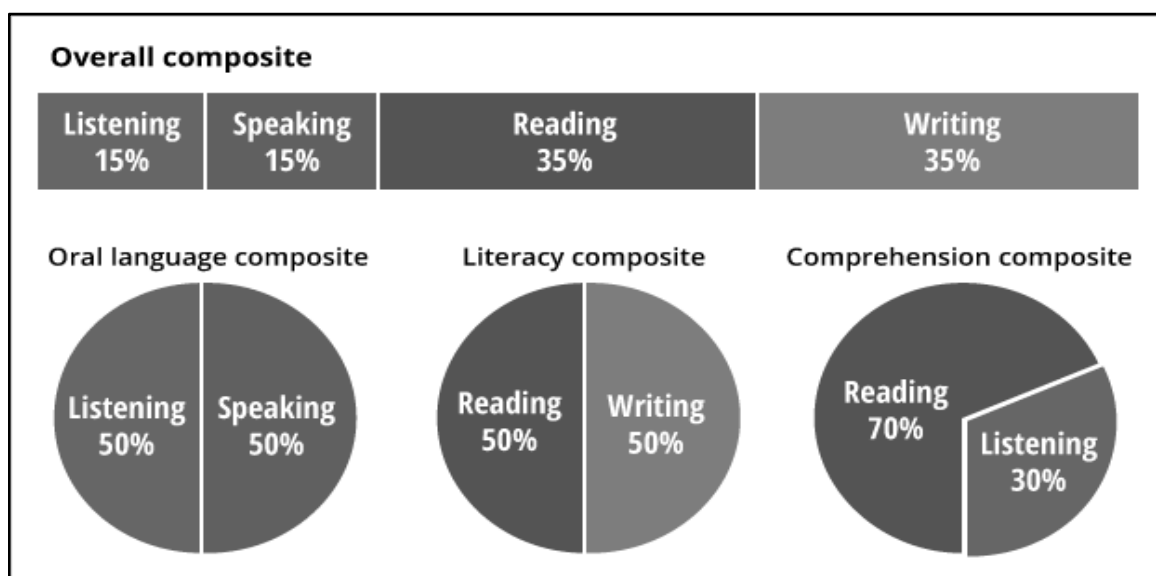 Overall composite
Listening
15%
Speaking
15%
Reading
35%
Writing
35%
Oral language composite
Listening
50%
Speaking
50%
Literacy composite
Reading
50%
Writing
50%
Comprehension composite
Reading
70%
Listening
30%